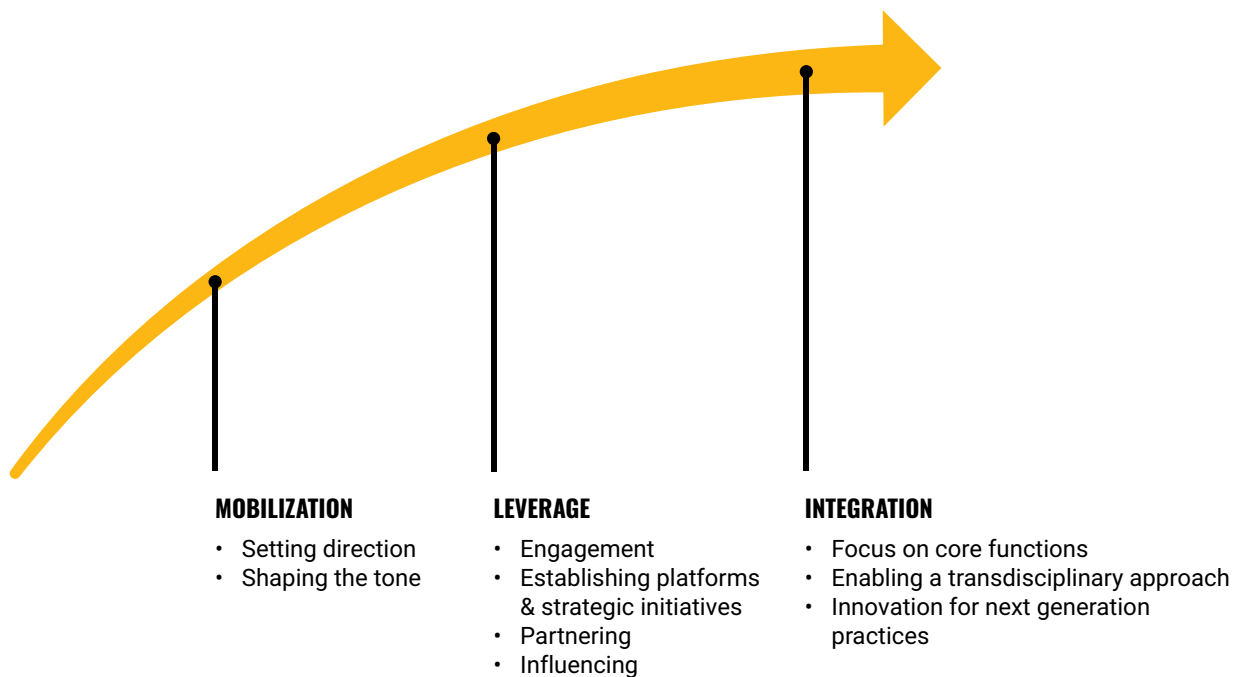 MOBILIZATION
• Setting direction
• Shaping the tone
LEVERAGE
• Engagement
• Establishing platforms
& strategic initiatives
• Partnering
• Influencing
INTEGRATION
• Focus on core functions
• Enabling a transdisciplinary approach
• Innovation for next generation
practices